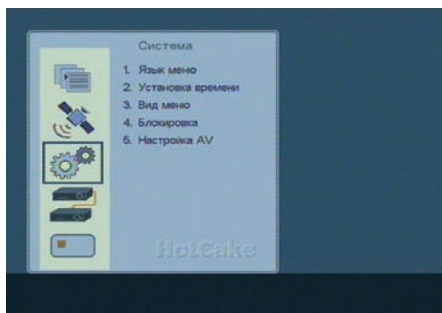 Система
1. Язык меню
2. Установка времени
3. Вид меню
4. Блокировка
5. Настройка AV
HotCake